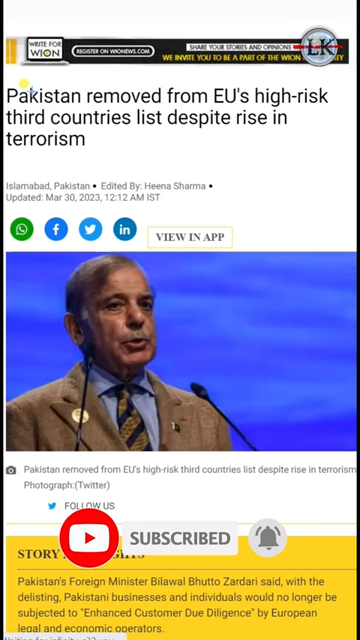 WRITE FOR
WION
REGISTER ON WIONEWS.COM
SHARE YOUR STORIES AND OPINIONS
WE INVITE YOU TO BE A PART OF THE WION
LK
Pakistan removed from EU's high-risk
third countries list despite rise in
terrorism
Islamabad, Pakistan • Edited By: Heena Sharma •
Updated: Mar 30, 2023, 12:12 AM IST
VIEW IN APP
Pakistan removed from EU's high-risk third countries list despite rise in terrorism
Photograph:(Twitter)
FOLLOW US
SUBSCRIBED
STORY
Pakistan's Foreign Minister Bilawal Bhutto Zardari said, with the
delisting, Pakistani businesses and individuals would no longer be
subjected to "Enhanced Customer Due Diligence" by European
legal and economic operators.